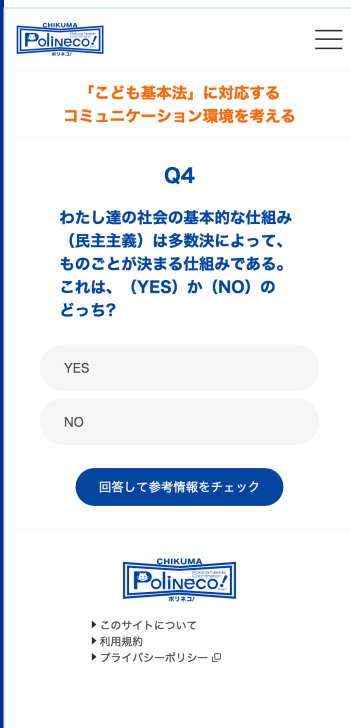 CHIKUMA
Polineco!
ポリネコ!
「こども基本法」に対応する
コミュニケーション環境を考える
Q4
わたし達の社会の基本的な仕組み
（民主主義）は多数決によって、
ものごとが決まる仕組みである。
これは、（YES）か（NO）の
どっち?
YES
NO
回答して参考情報をチェック
CHIKUMA
Political Needs
Coordinator
Polineco!
ポリネコ!
このサイトについて
利用規約
プライバシーポリシー